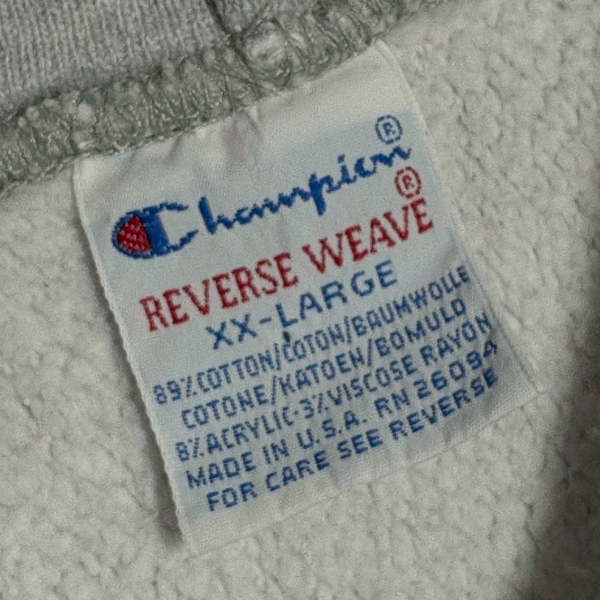 Champion®
REVERSE WEAVE®
XX-LARGE
89%COTTON/COTON/BAUMWOLLE
COTONE/KATOEN/BOMULD
8%ACRYLIC-3%VISCOSE RAYON
MADE IN U.S.A. RN 26094
FOR CARE SEE REVERSE